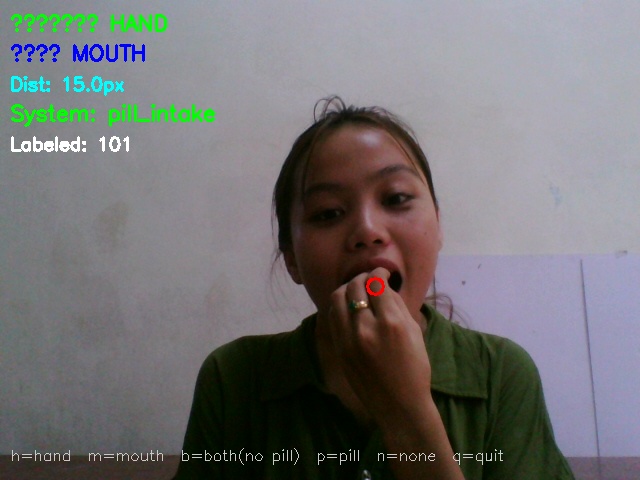 ??????? HAND
???? MOUTH
Dist: 15.0px
System: pill_intake
Labeled: 101
h=hand m=mouth b=both(no pill) p=pill n=none q=quit